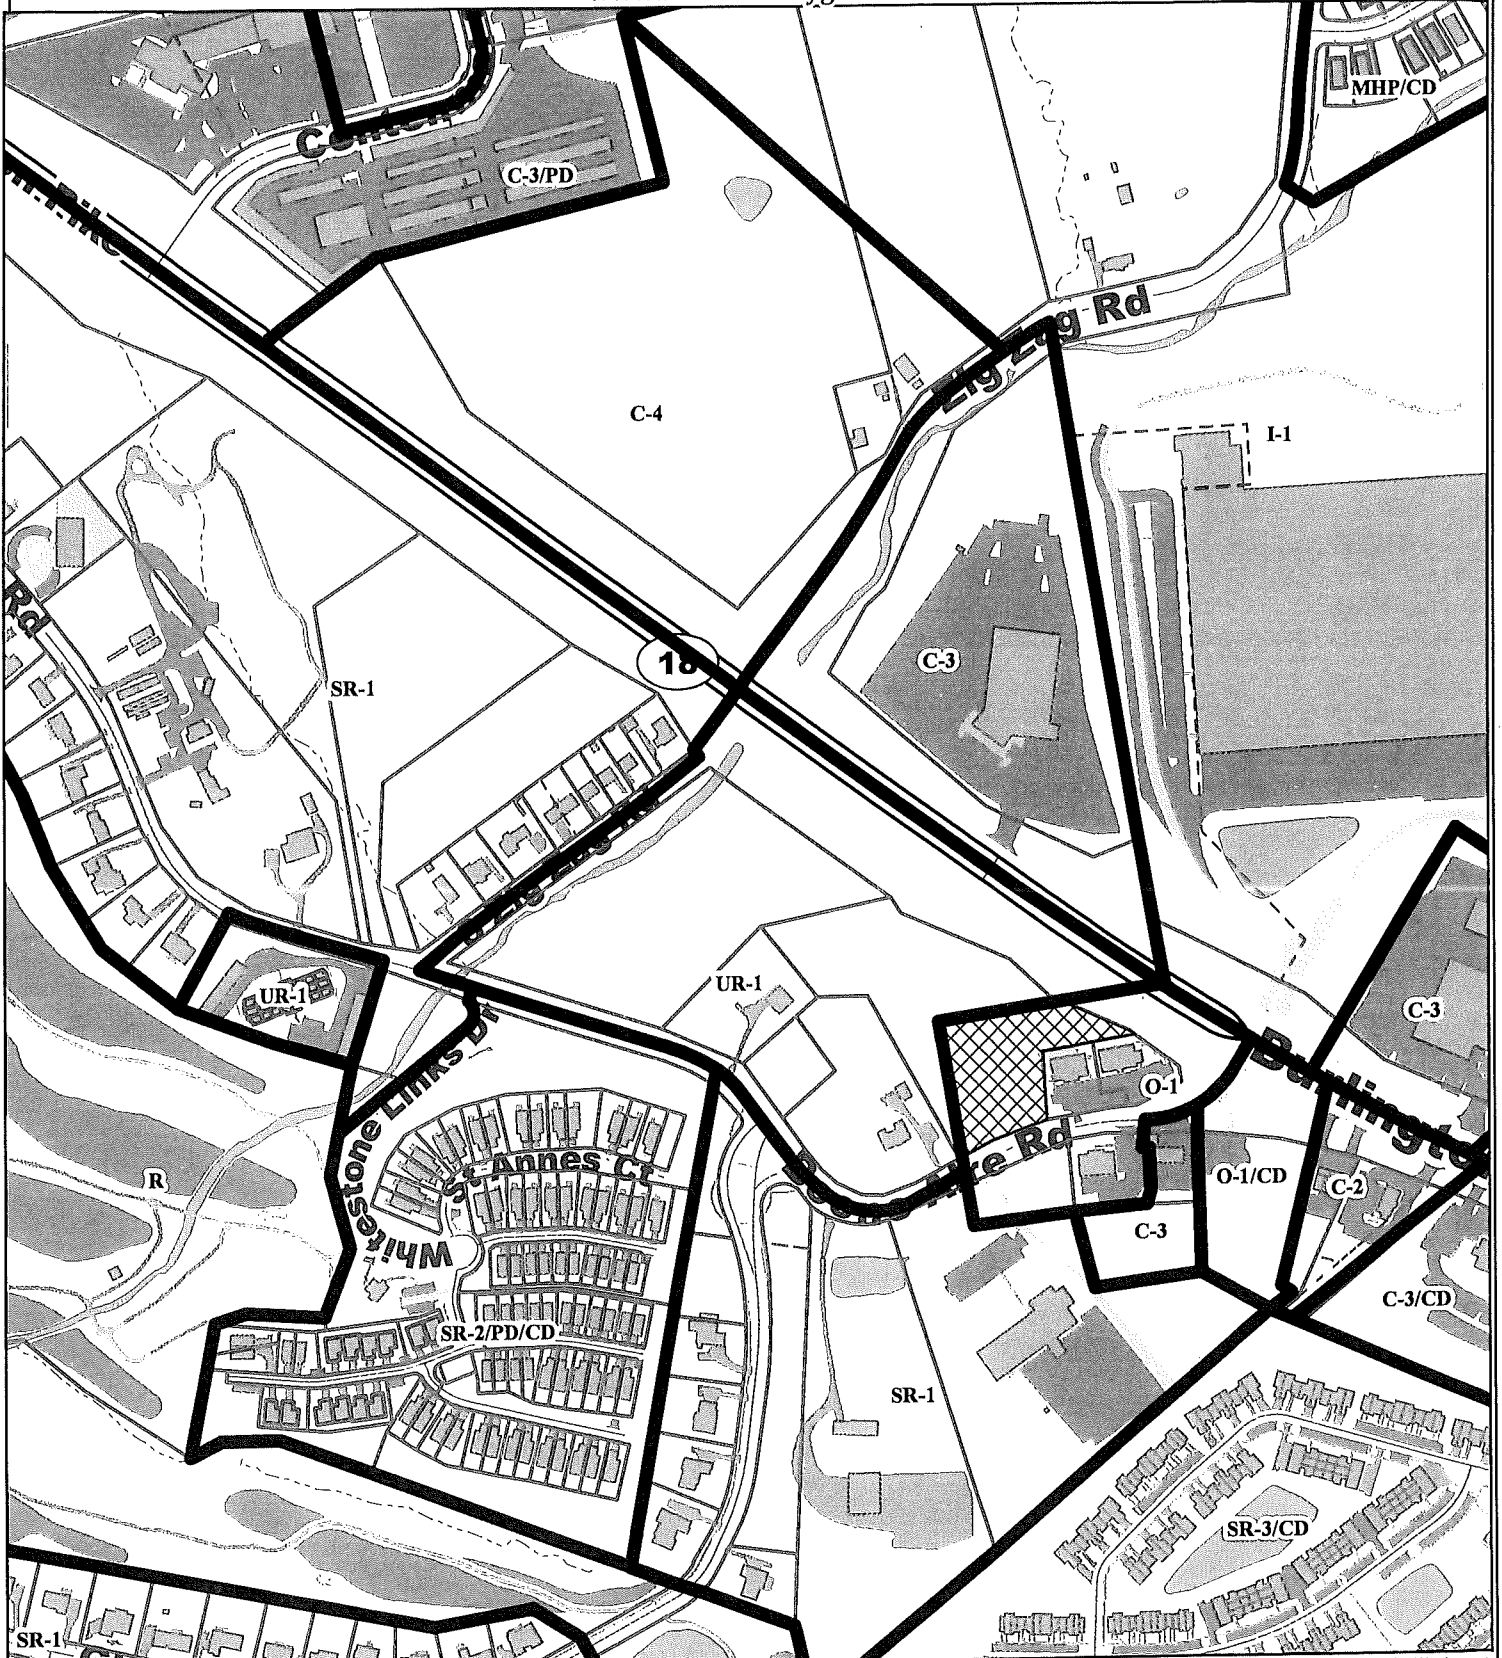 MHP/CD
C-3/PD
Zig Zag Rd
C-4
I-1
Rd
18
C-3
SR-1
UR-1
UR-1
C-3
Whitestone Links Dr
O-1
Burlington
St Annes Ct
R
O-1/CD
C-2
C-3
C-3/CD
SR-2/PD/CD
SR-1
SR-3/CD
SR-1